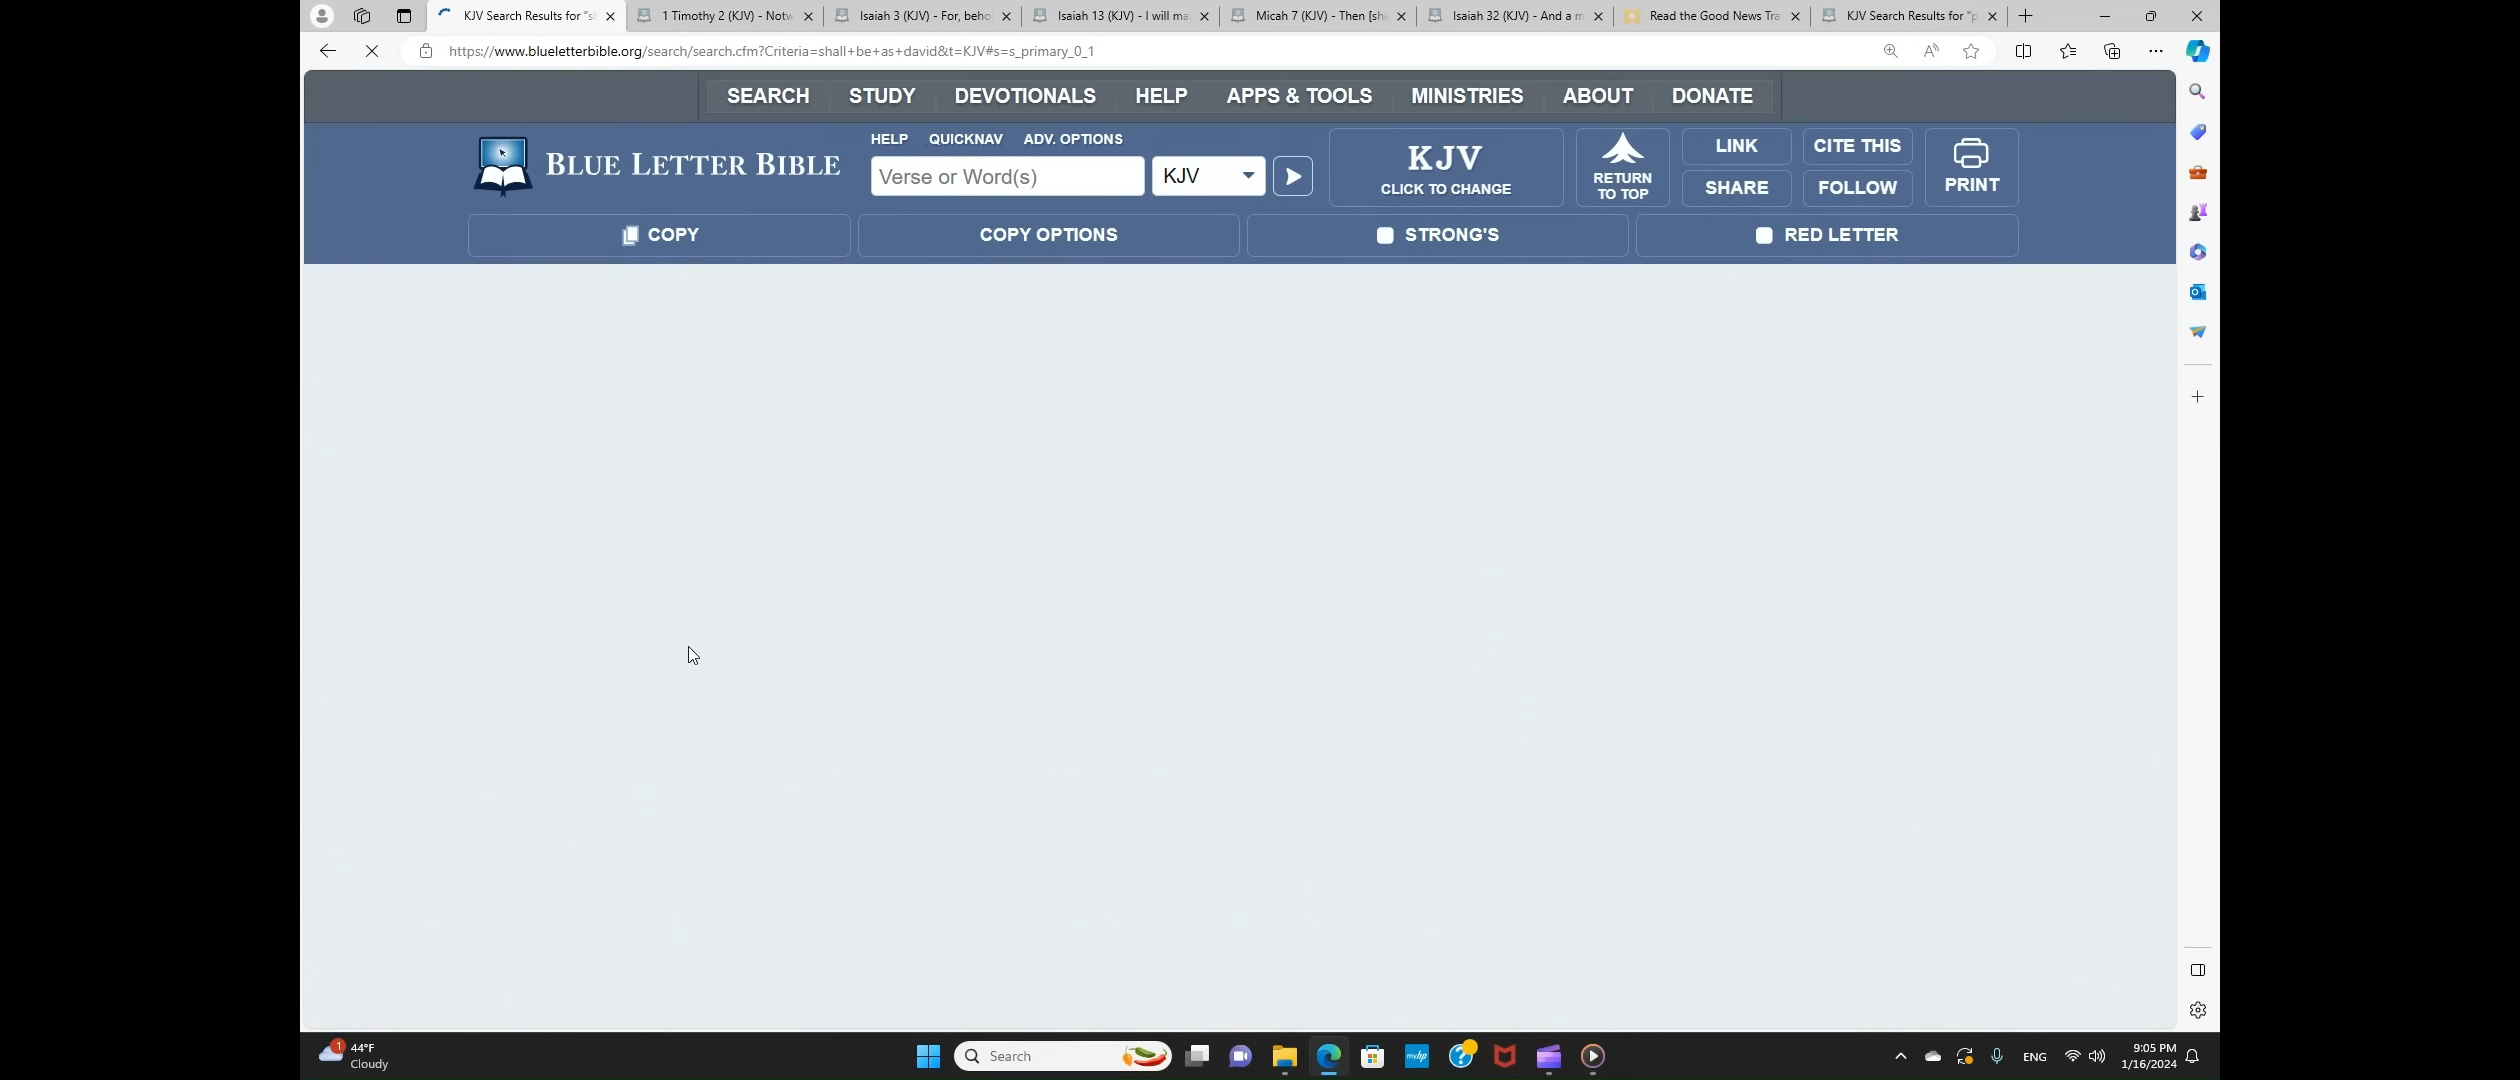 KJV Search Results for "s
1 Timothy 2 (KJV) - Notw
Isaiah 3 (KJV) - For, beho
Isaiah 13 (KJV) - I will ma
Micah 7 (KJV) - Then [sha
Isaiah 32 (KJV) - And a m
Read the Good News Tra
KJV Search Results for "p
https://www.blueletterbible.org/search/search.cfm?Criteria=shall+be+as+david&t=KJV#s=s_primary_0_1
SEARCH STUDY DEVOTIONALS HELP APPS & TOOLS MINISTRIES ABOUT DONATE
HELP QUICKNAV ADV. OPTIONS
BLUE LETTER BIBLE
Verse or Word(s)
KJV
KJV
CLICK TO CHANGE
RETURN
TO TOP
LINK
CITE THIS
SHARE
FOLLOW
PRINT
COPY
COPY OPTIONS
STRONG'S
RED LETTER
1
44°F
Cloudy
Search
myhp
ENG
9:05 PM
1/16/2024